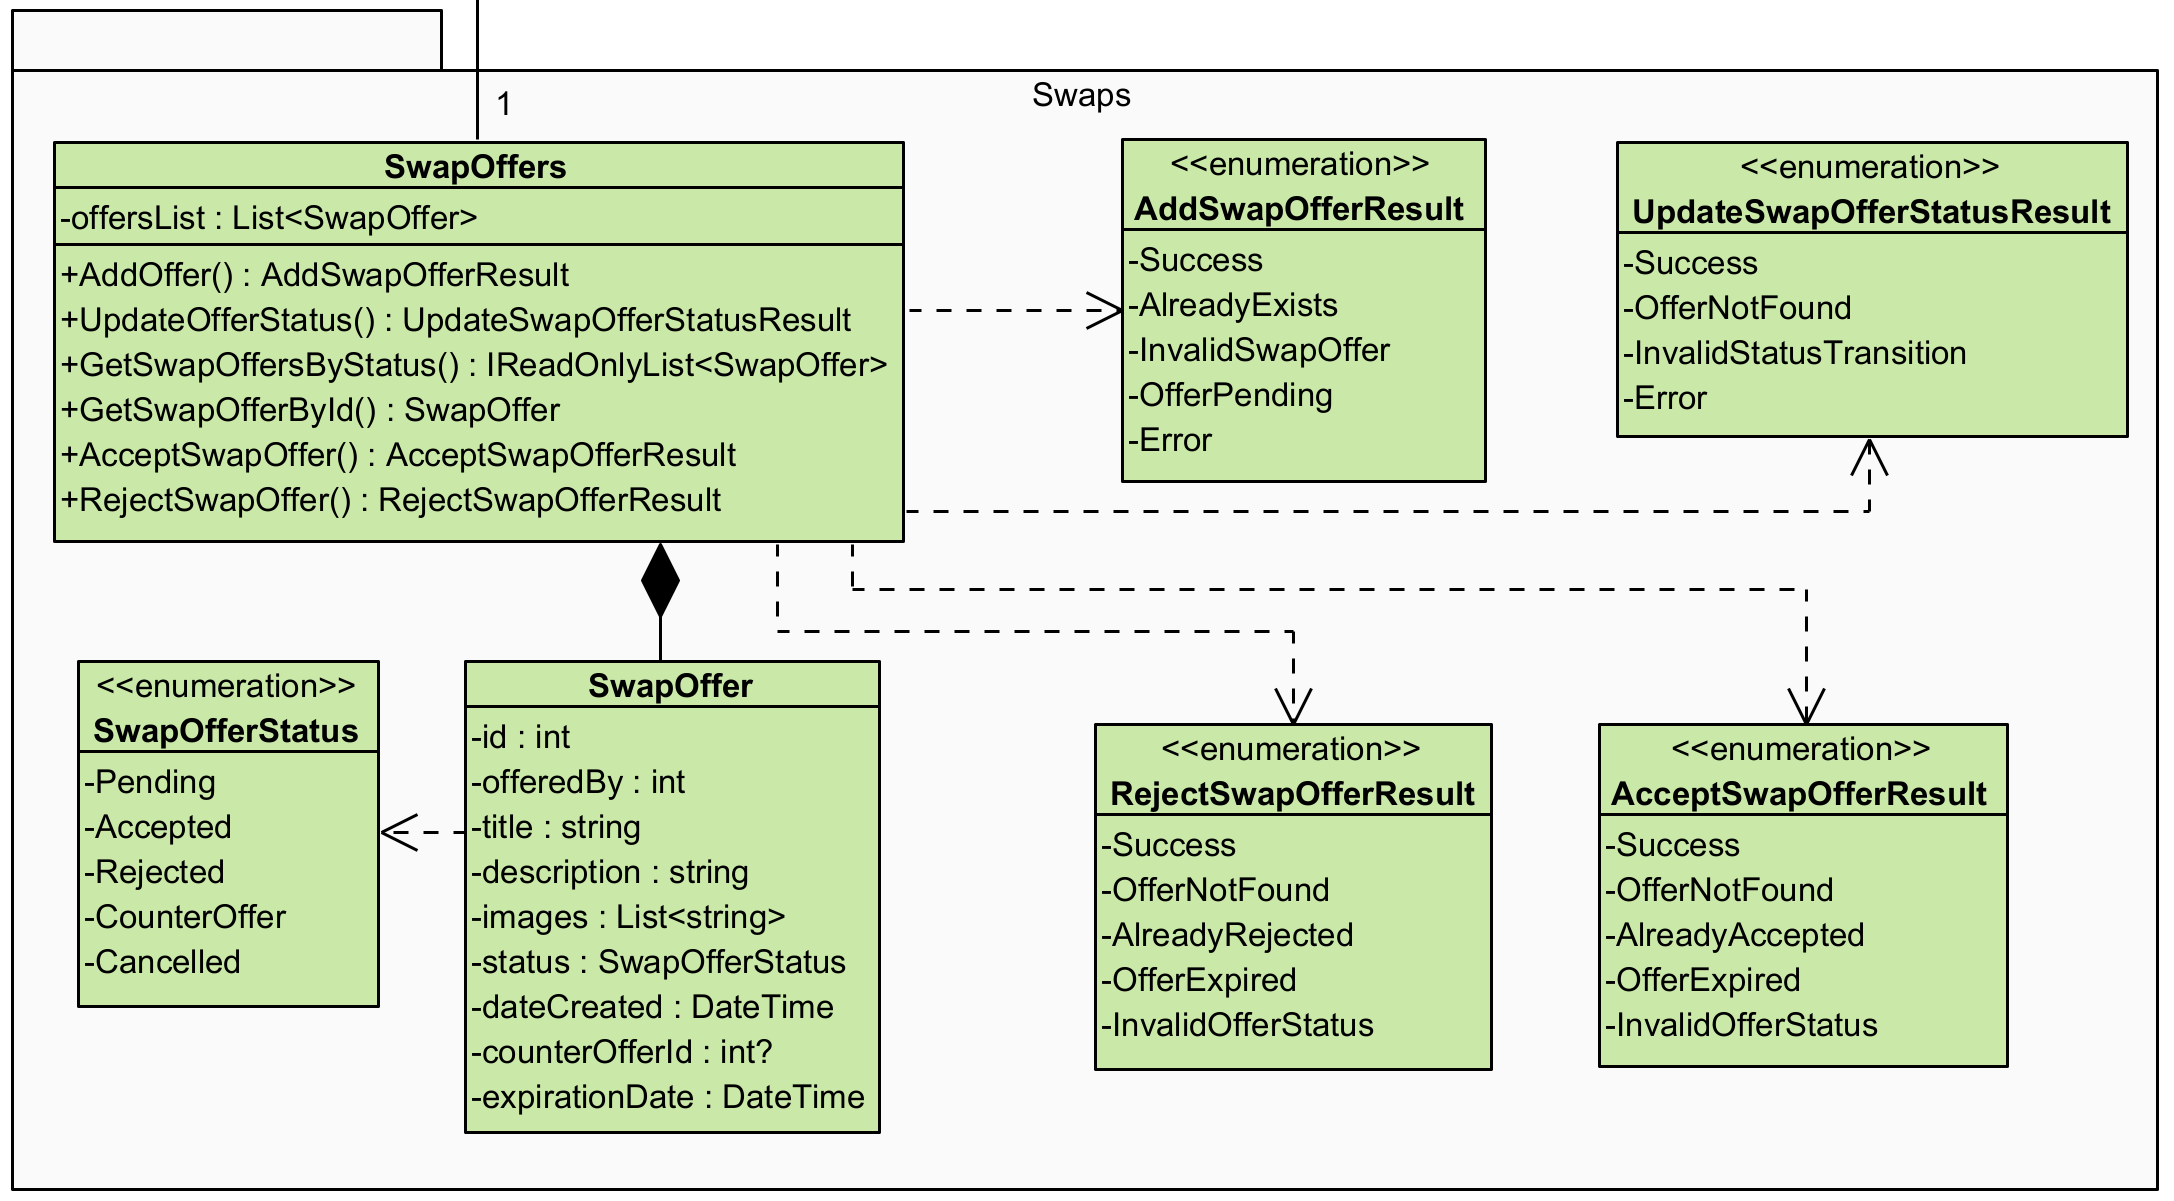 Swaps
1
SwapOffers
-offersList : List<SwapOffer>
+AddOffer() : AddSwapOfferResult
+UpdateOfferStatus() : UpdateSwapOfferStatusResult
+GetSwapOffersByStatus() : IReadOnlyList<SwapOffer>
+GetSwapOfferById() : SwapOffer
+AcceptSwapOffer() : AcceptSwapOfferResult
+RejectSwapOffer() : RejectSwapOfferResult
<<enumeration>>
AddSwapOfferResult
-Success
-AlreadyExists
-InvalidSwapOffer
-OfferPending
-Error
<<enumeration>>
UpdateSwapOfferStatusResult
-Success
-OfferNotFound
-InvalidStatusTransition
-Error
<<enumeration>>
SwapOfferStatus
-Pending
-Accepted
-Rejected
-CounterOffer
-Cancelled
SwapOffer
-id : int
-offeredBy : int
-title : string
-description : string
-images : List<string>
-status : SwapOfferStatus
-dateCreated : DateTime
-counterOfferId : int?
-expirationDate : DateTime
<<enumeration>>
RejectSwapOfferResult
-Success
-OfferNotFound
-AlreadyRejected
-OfferExpired
-InvalidOfferStatus
<<enumeration>>
AcceptSwapOfferResult
-Success
-OfferNotFound
-AlreadyAccepted
-OfferExpired
-InvalidOfferStatus